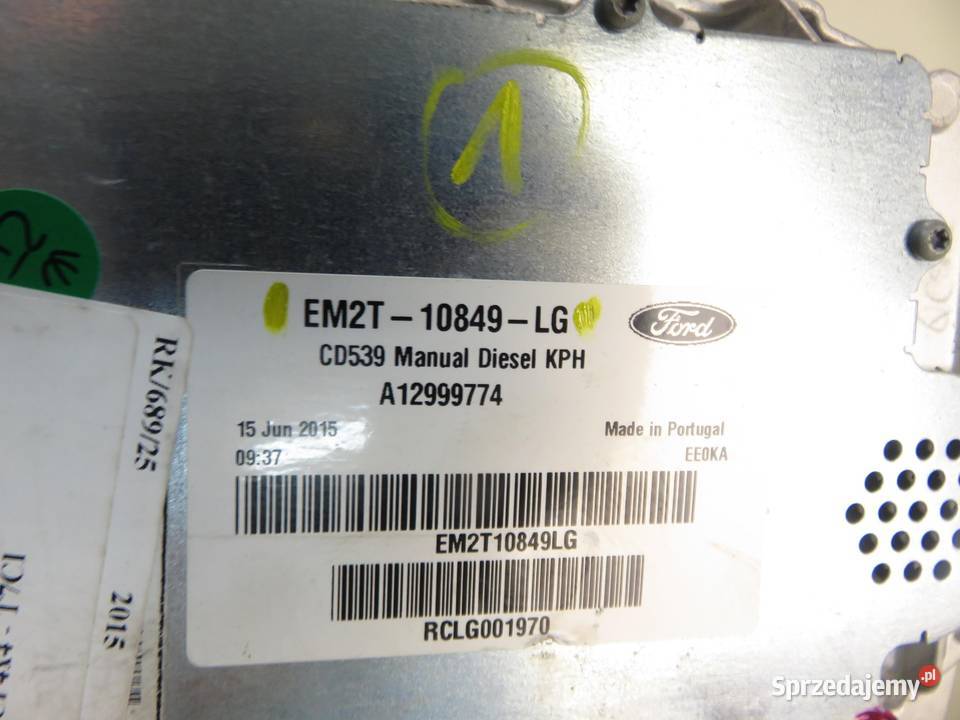 1
EM2T-10849-LG
Ford
CD539 Manual Diesel KPH
A12999774
15 Jun 2015
Made in Portugal
09:37
EE0KA
EM2T10849LG
RCLG001970
RK/689/25
2015
Sprzedajemy.pl